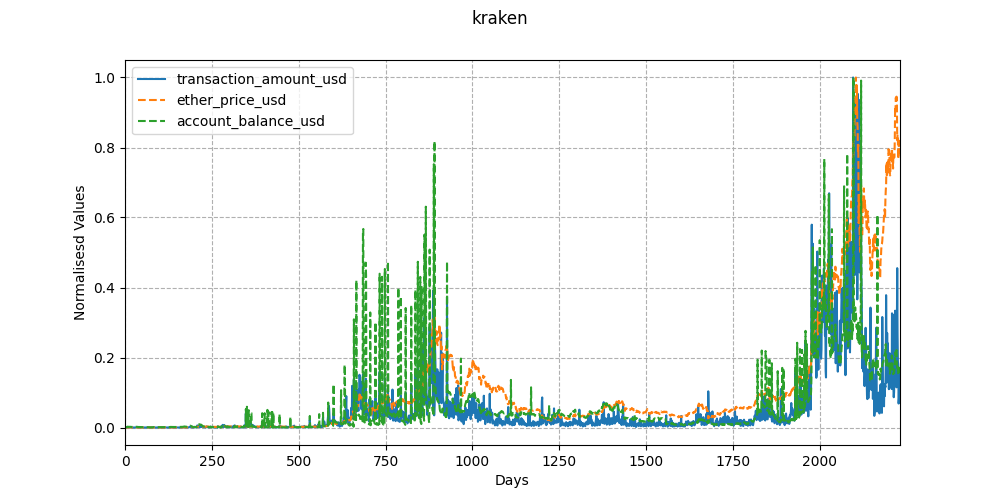 kraken
transaction_amount_usd
ether_price_usd
account_balance_usd
Normalisesd Values
1.0
0.8
0.6
0.4
0.2
0.0
0 250 500 750 1000 1250 1500 1750 2000
Days